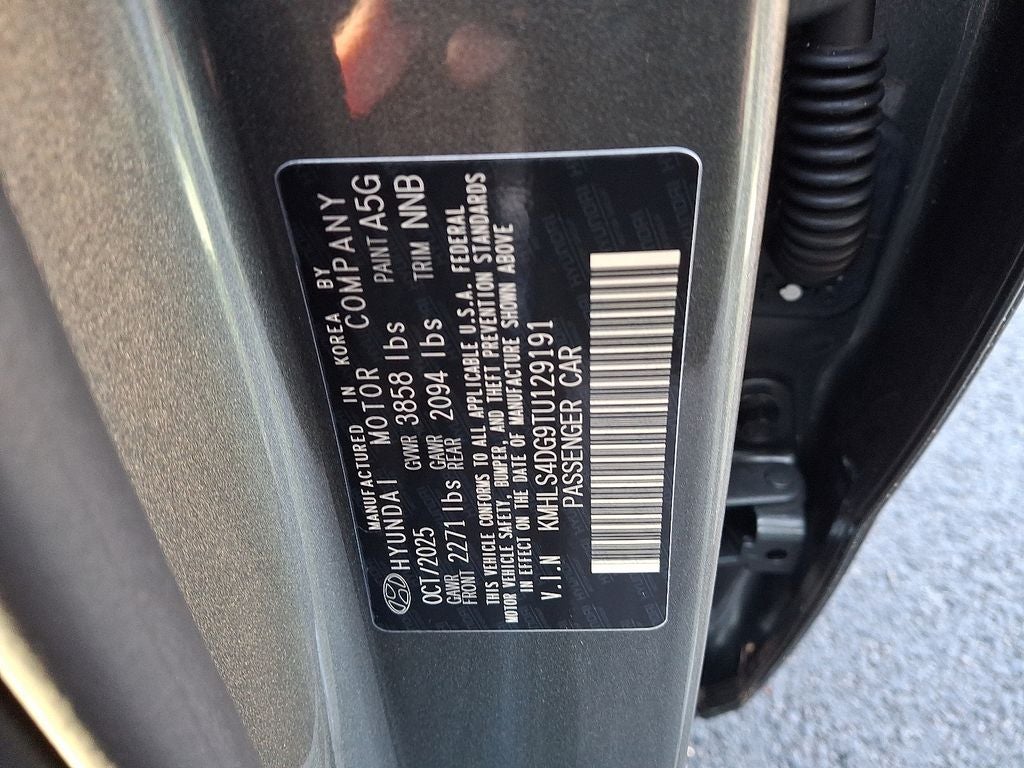 MANUFACTURED IN KOREA BY
HYUNDAI MOTOR COMPANY
OCT/2025 GVWR 3858 lbs PAINT A5G
GAWR FRONT 2271 lbs GAWR REAR 2094 lbs TRIM NNB
THIS VEHICLE CONFORMS TO ALL APPLICABLE U.S.A. FEDERAL
MOTOR VEHICLE SAFETY, BUMPER, AND THEFT PREVENTION STANDARDS
IN EFFECT ON THE DATE OF MANUFACTURE SHOWN ABOVE
V.I.N KMHLS4DG9TU129191
PASSENGER CAR